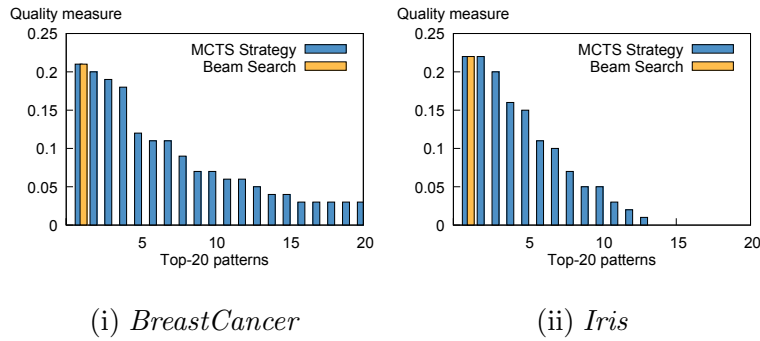 Quality measure
0.25
MCTS Strategy
Beam Search
0.2
0.15
0.1
0.05
0
5
10
15
20
Top-20 patterns
(i) BreastCancer
Quality measure
0.25
MCTS Strategy
Beam Search
0.2
0.15
0.1
0.05
0
5
10
15
20
Top-20 patterns
(ii) Iris